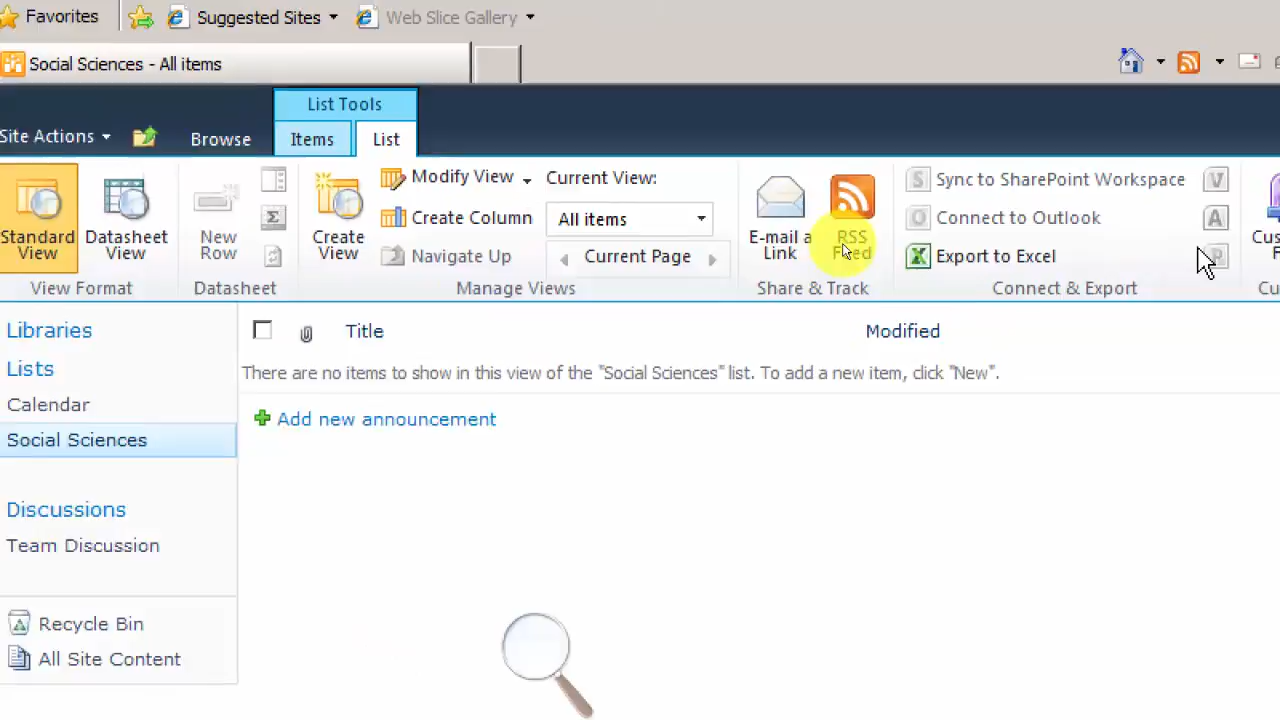 Favorites
Suggested Sites
Web Slice Gallery
Social Sciences - All items
List Tools
Site Actions
Browse
Items
List
Standard View
Datasheet View
View Format
New Row
Datasheet
Create View
Modify View
Create Column
Navigate Up
Current View:
All items
Current Page
Manage Views
E-mail a Link
RSS Feed
Share & Track
Sync to SharePoint Workspace
Connect to Outlook
Export to Excel
Connect & Export
Libraries
Lists
Calendar
Social Sciences
Discussions
Team Discussion
Recycle Bin
All Site Content
Title
Modified
There are no items to show in this view of the "Social Sciences" list. To add a new item, click "New".
Add new announcement